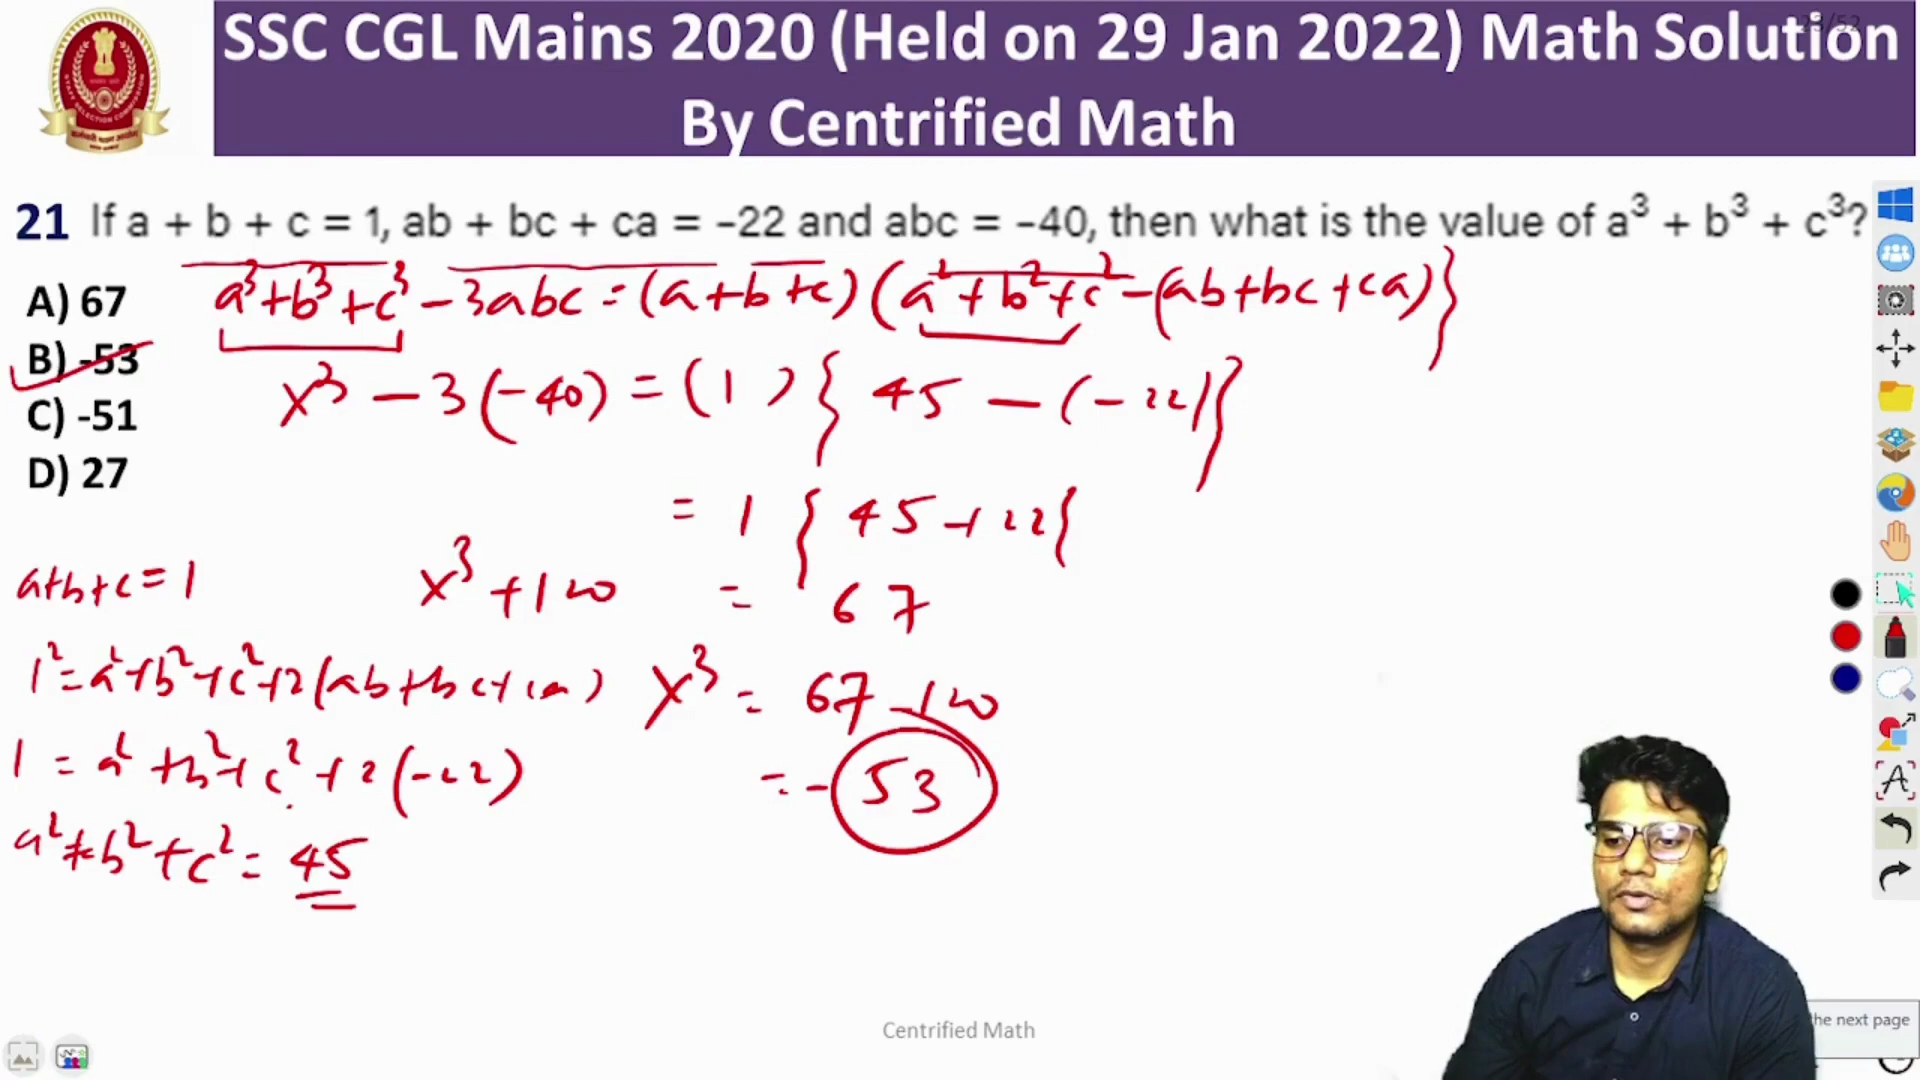 SSC CGL Mains 2020 (Held on 29 Jan 2022) Math Solution
By Centrified Math
21 If a + b + c = 1, ab + bc + ca = −22 and abc = −40, then what is the value of a³ + b³ + c³?
A) 67
B) -53
C) -51
D) 27
a³+b³+c³ - 3abc = (a+b+c) (a²+b²+c²-(ab+bc+ca)}
x³ - 3(-40) = (1) { 45 - (-22)}
= 1 { 45+22{
x³ +120 = 67
x³ = 67-120
= - 53
a+b+c=1
1²=a²+b²+c²+2(ab+bc+ca)
1 = a²+b²+c²+2(-22)
a²+b²+c²= 45
Centrified Math
he next page